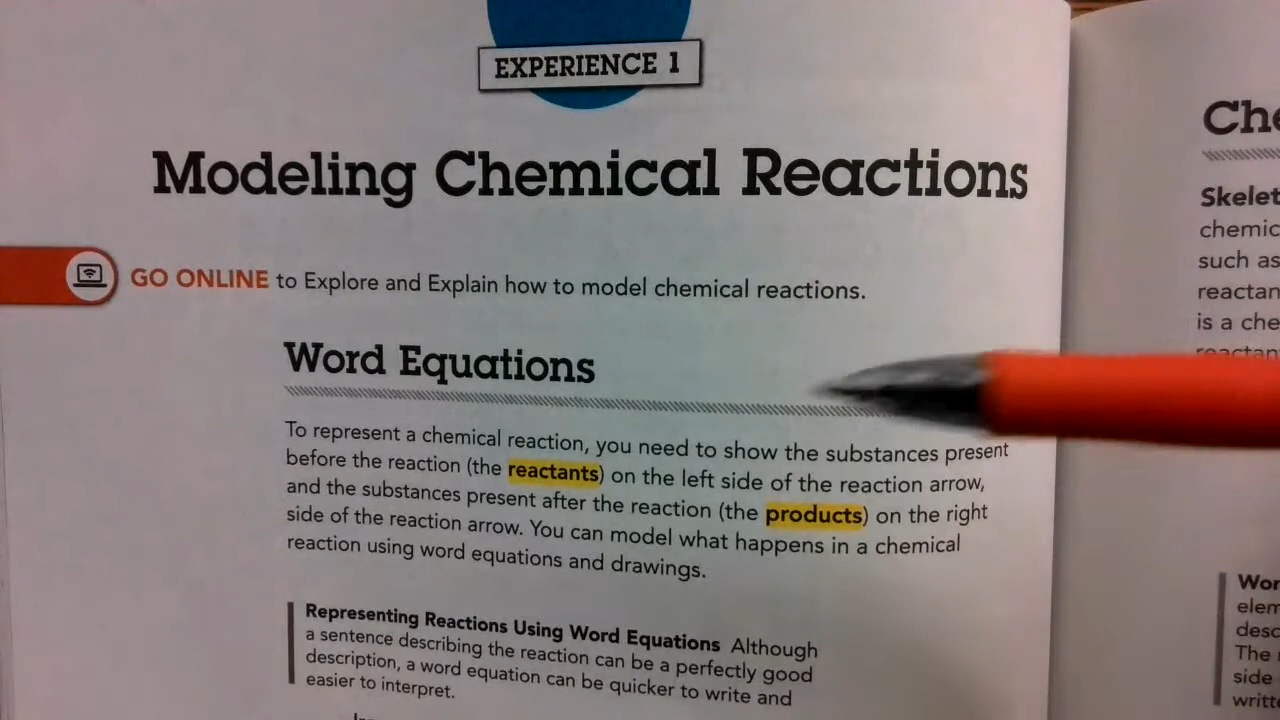 EXPERIENCE 1
Modeling Chemical Reactions
GO ONLINE to Explore and Explain how to model chemical reactions.
Word Equations
To represent a chemical reaction, you need to show the substances present
before the reaction (the reactants) on the left side of the reaction arrow,
and the substances present after the reaction (the products) on the right
side of the reaction arrow. You can model what happens in a chemical
reaction using word equations and drawings.
Representing Reactions Using Word Equations Although
a sentence describing the reaction can be a perfectly good
description, a word equation can be quicker to write and
easier to interpret.
Che
Skelet
chemic
such as
reactan
is a che
reactan
Wor
elem
desc
The
side
writte